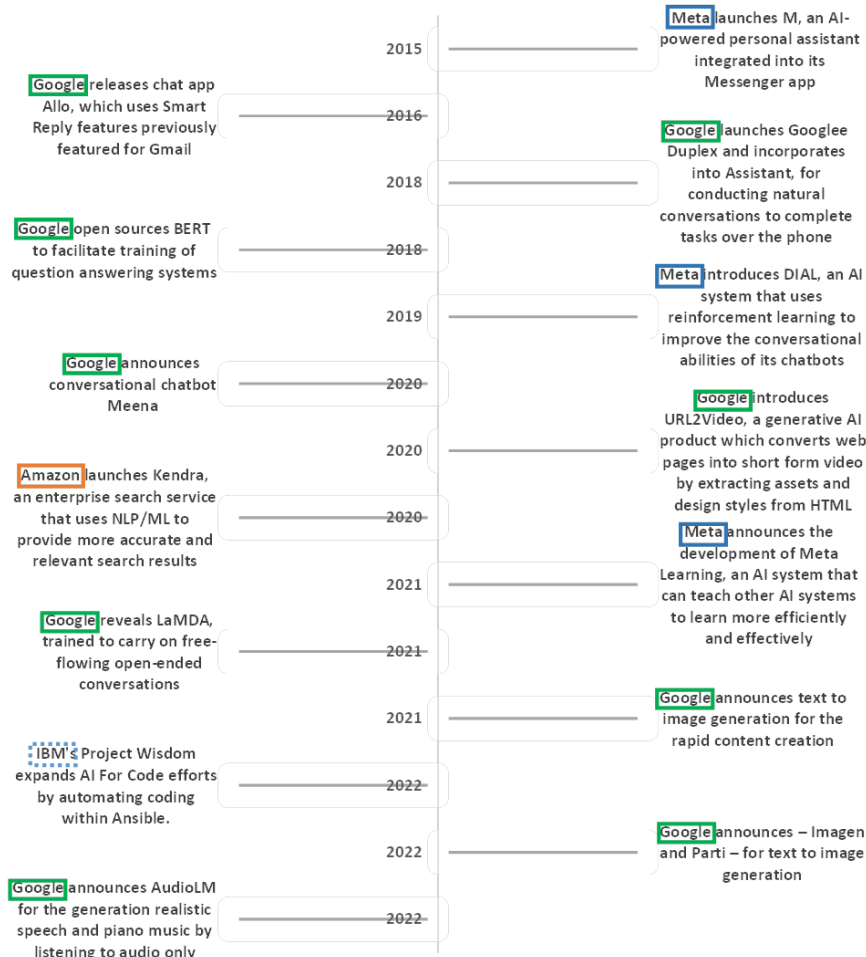 2015
Meta launches M, an AI-
powered personal assistant
integrated into its
Messenger app
Google releases chat app
Allo, which uses Smart
Reply features previously
featured for Gmail
2016
2018
Google launches Googlee
Duplex and incorporates
into Assistant, for
conducting natural
conversations to complete
tasks over the phone
Google open sources BERT
to facilitate training of
question answering systems
2018
2019
Meta introduces DIAL, an AI
system that uses
reinforcement learning to
improve the conversational
abilities of its chatbots
Google announces
conversational chatbot
Meena
2020
2020
Google introduces
URL2Video, a generative AI
product which converts web
pages into short form video
by extracting assets and
design styles from HTML
Amazon launches Kendra,
an enterprise search service
that uses NLP/ML to
provide more accurate and
relevant search results
2020
2021
Meta announces the
development of Meta
Learning, an AI system that
can teach other AI systems
to learn more efficiently
and effectively
Google reveals LaMDA,
trained to carry on free-
flowing open-ended
conversations
2021
2021
Google announces text to
image generation for the
rapid content creation
IBM's Project Wisdom
expands AI For Code efforts
by automating coding
within Ansible.
2022
2022
Google announces – Imagen
and Parti – for text to image
generation
Google announces AudioLM
for the generation realistic
speech and piano music by
listening to audio only
2022